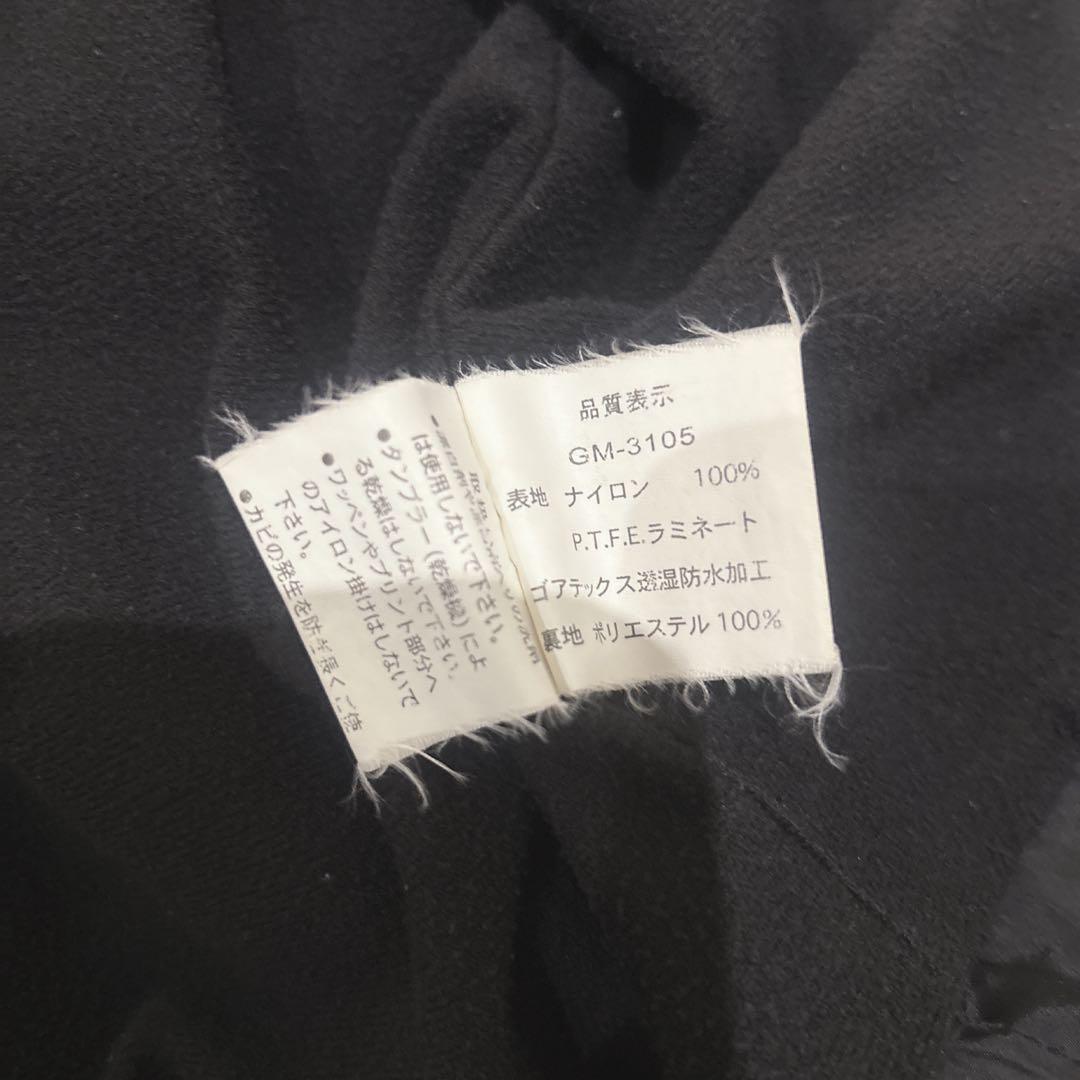 品質表示
GM-3105
表地 ナイロン 100%
P.T.F.E.ラミネート
ゴアテックス透湿防水加工
裏地 ポリエステル 100%
は使用しないで下さい。
●タンブラー(乾燥機)によ
る乾燥はしないで下さい.
●ワッペンやプリント部分へ
のアイロン掛けはしないで
下さい。
●カビの発生を防ぎ長くご使